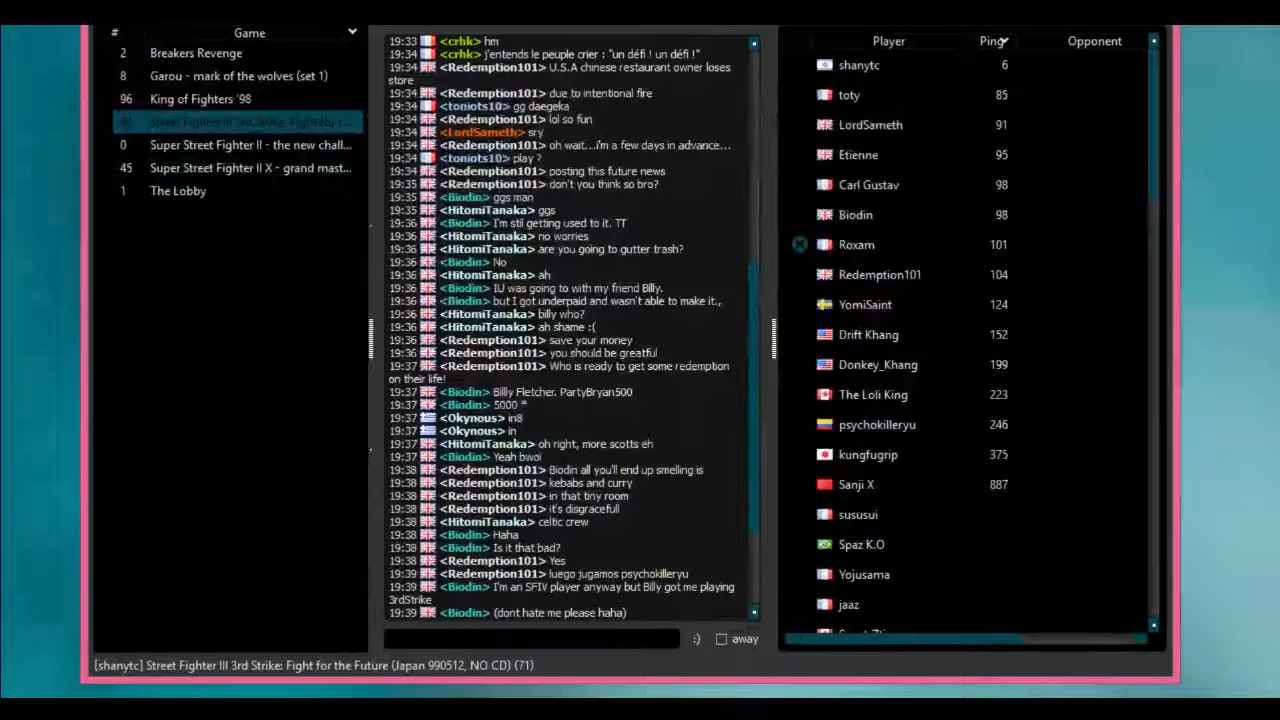 # Game
2 Breakers Revenge
8 Garou - mark of the wolves (set 1)
96 King of Fighters '98
Street Fighter III 3rd Strike: Fight for t...
0 Super Street Fighter II - the new chall...
45 Super Street Fighter II X - grand mast...
1 The Lobby
19:33 <crhk> hm
19:34 <crhk> j'entends le peuple crier : "un défi ! un défi !"
19:34 <Redemption101> U.S.A chinese restaurant owner loses
store
19:34 <Redemption101> due to intentional fire
19:34 <toniots10> gg daegeka
19:34 <Redemption101> lol so fun
19:34 <LordSameth> sry
19:34 <Redemption101> oh wait...i'm a few days in advance...
19:34 <toniots10> play ?
19:34 <Redemption101> posting this future news
19:35 <Redemption101> don't you think so bro?
19:35 <Biodin> ggs man
19:35 <HitomiTanaka> ggs
19:36 <Biodin> I'm stil getting used to it. TT
19:36 <HitomiTanaka> no worries
19:36 <HitomiTanaka> are you going to gutter trash?
19:36 <Biodin> No
19:36 <HitomiTanaka> ah
19:36 <Biodin> IU was going to with my friend Billy.
19:36 <Biodin> but I got underpaid and wasn't able to make it.,
19:36 <HitomiTanaka> billy who?
19:36 <HitomiTanaka> ah shame :(
19:36 <Redemption101> save your money
19:36 <Redemption101> you should be greatful
19:37 <Redemption101> Who is ready to get some redemption
on their life!
19:37 <Biodin> Billy Fletcher. PartyBryan500
19:37 <Biodin> 5000 *
19:37 <Okynous> in8
19:37 <Okynous> in
19:37 <HitomiTanaka> oh right, more scotts eh
19:37 <Biodin> Yeah bwoi
19:38 <Redemption101> Biodin all you'll end up smelling is
19:38 <Redemption101> kebabs and curry
19:38 <Redemption101> in that tiny room
19:38 <Redemption101> it's disgracefull
19:38 <HitomiTanaka> celtic crew
19:38 <Biodin> Haha
19:38 <Biodin> Is it that bad?
19:38 <Redemption101> Yes
19:39 <Redemption101> luego jugamos psychokilleryu
19:39 <Biodin> I'm an SFIV player anyway but Billy got me playing
3rdStrike
19:39 <Biodin> (dont hate me please haha)
:) away
Player Ping Opponent
shanytc 6
toty 85
LordSameth 91
Etienne 95
Carl Gustav 98
Biodin 98
Roxam 101
Redemption101 104
YomiSaint 124
Drift Khang 152
Donkey_Khang 199
The Loli King 223
psychokilleryu 246
kungfugrip 375
Sanji X 887
sususui
Spaz K.O
Yojusama
jaaz
[shanytc] Street Fighter III 3rd Strike: Fight for the Future (Japan 990512, NO CD) (71)